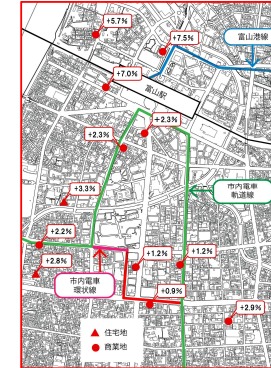 +5.7%
+7.5%
富山港線
+7.0%
富山駅
+2.3%
+2.3%
+3.3%
市内電車
軌道線
+2.2%
+2.8%
+1.2%
+1.2%
市内電車
環状線
+0.9%
+2.9%
住宅地
商業地